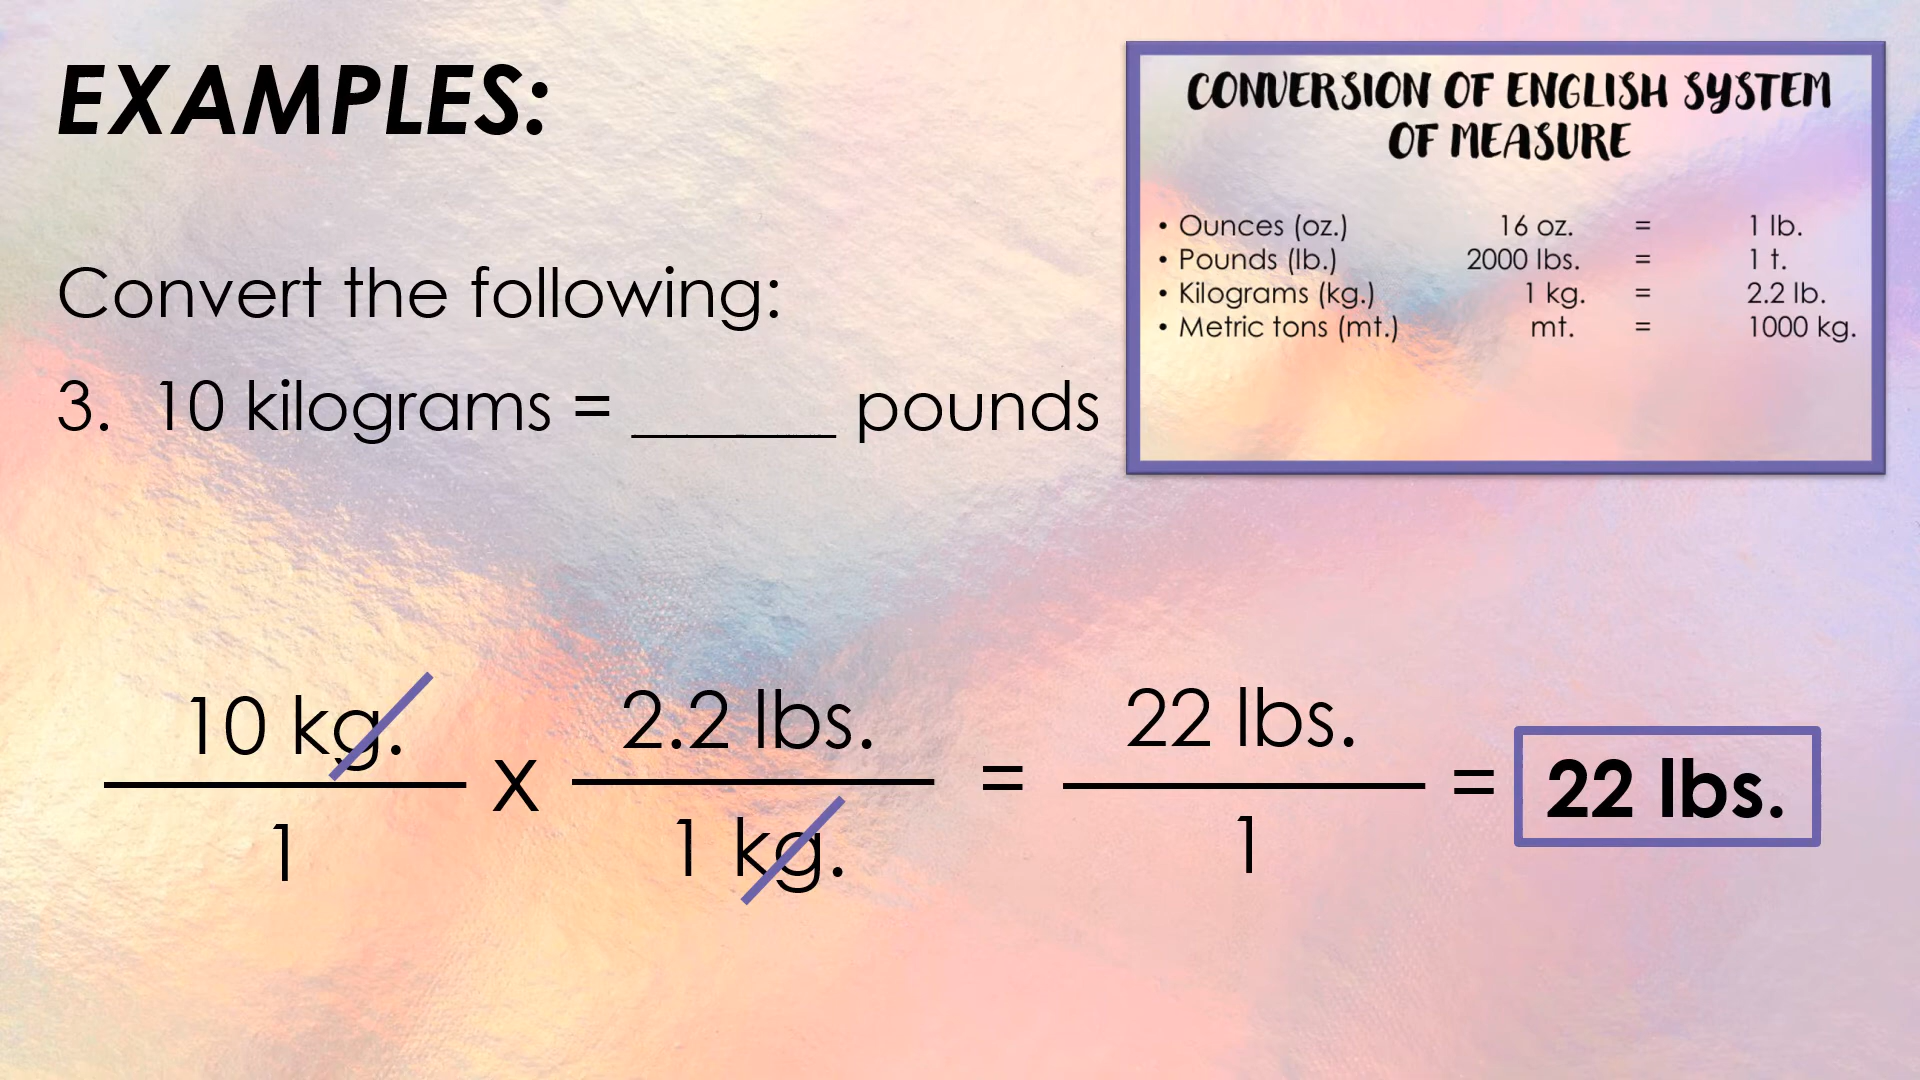 EXAMPLES:
Convert the following:
3. 10 kilograms = ______ pounds
CONVERSION OF ENGLISH SYSTEM
OF MEASURE
• Ounces (oz.) 16 oz. = 1 lb.
• Pounds (lb.) 2000 lbs. = 1 t.
• Kilograms (kg.) 1 kg. = 2.2 lb.
• Metric tons (mt.) mt. = 1000 kg.
10 kg. 2.2 lbs. 22 lbs.
x = = 22 lbs.
1 1 kg. 1